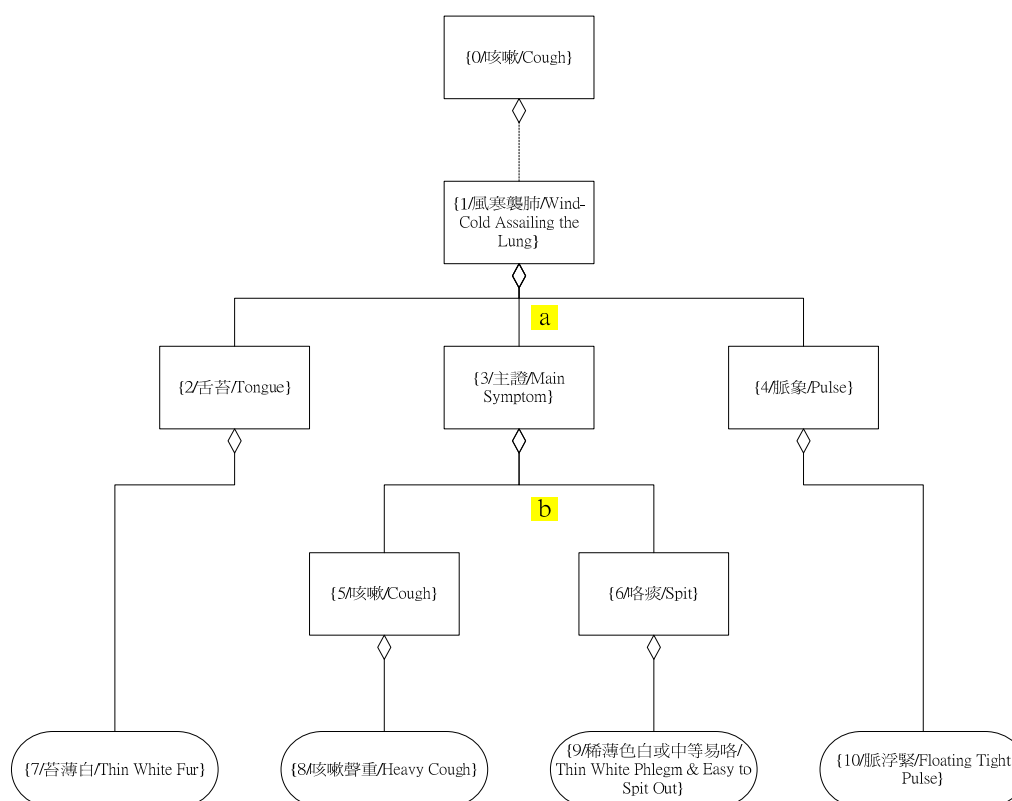 {0/咳嗽/Cough}
{1/風寒襲肺/Wind-
Cold Assailing the
Lung}
a
{2/舌苔/Tongue}
{3/主證/Main
Symptom}
{4/脈象/Pulse}
b
{5/咳嗽/Cough}
{6/咯痰/Spit}
{7/苔薄白/Thin White Fur}
{8/咳嗽聲重/Heavy Cough}
{9/稀薄色白或中等易咯/
Thin White Phlegm & Easy to
Spit Out}
{10/脈浮緊/Floating Tight
Pulse}